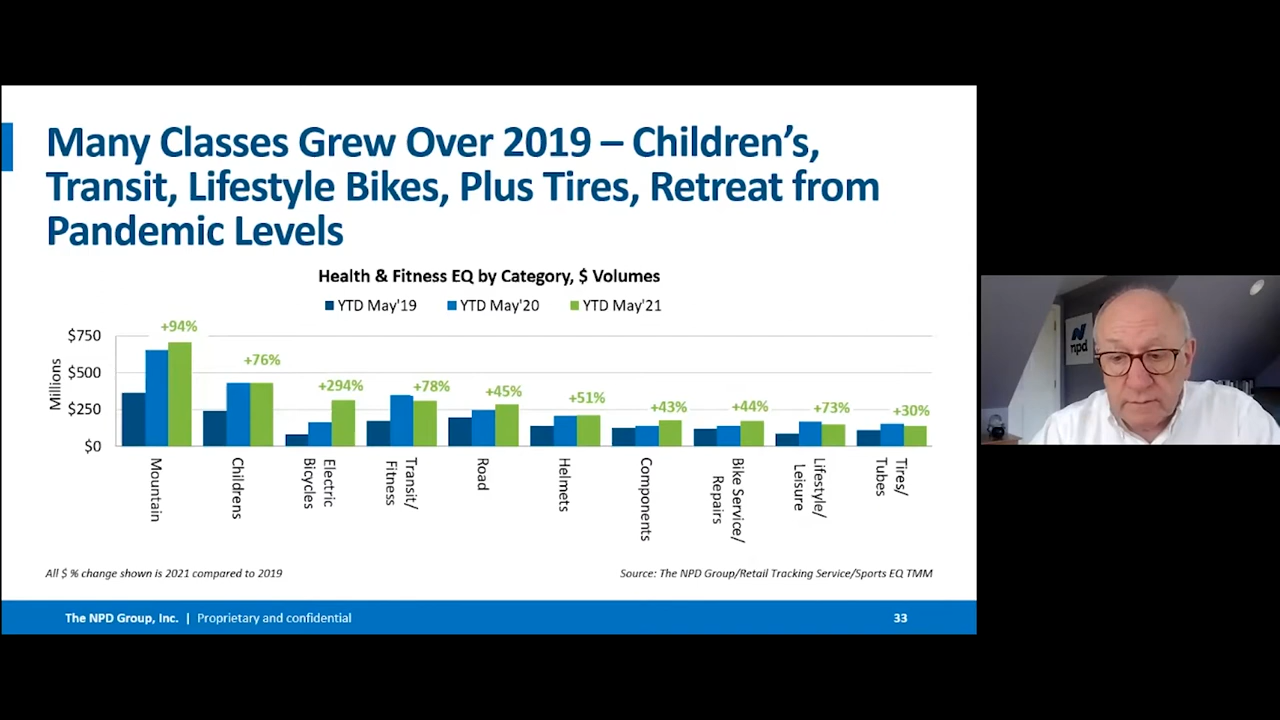 Many Classes Grew Over 2019 – Children's,
Transit, Lifestyle Bikes, Plus Tires, Retreat from
Pandemic Levels
Health & Fitness EQ by Category, $ Volumes
YTD May'19 YTD May'20 YTD May'21
Millions
$750
$500
$250
$0
+94%
+76%
+294%
+78%
+45%
+51%
+43%
+44%
+73%
+30%
Mountain
Childrens
Electric
Bicycles
Transit/
Fitness
Road
Helmets
Components
Bike Service/
Repairs
Lifestyle/
Leisure
Tires/
Tubes
All $ % change shown is 2021 compared to 2019
Source: The NPD Group/Retail Tracking Service/Sports EQ TMM
The NPD Group, Inc. | Proprietary and confidential
33
npd